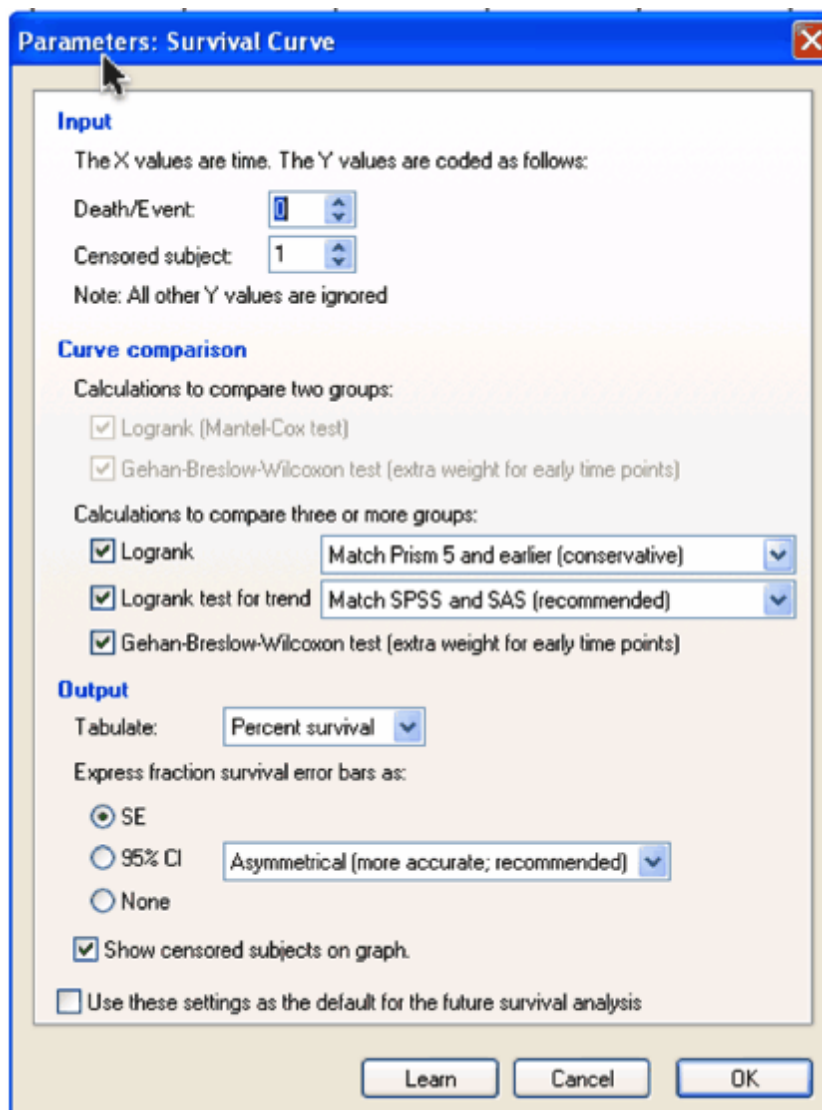 Parameters: Survival Curve
Input
The X values are time. The Y values are coded as follows:
Death/Event: 0
Censored subject: 1
Note: All other Y values are ignored
Curve comparison
Calculations to compare two groups:
Logrank (Mantel-Cox test)
Gehan-Breslow-Wilcoxon test (extra weight for early time points)
Calculations to compare three or more groups:
Logrank Match Prism 5 and earlier (conservative)
Logrank test for trend Match SPSS and SAS (recommended)
Gehan-Breslow-Wilcoxon test (extra weight for early time points)
Output
Tabulate: Percent survival
Express fraction survival error bars as:
SE
95% CI Asymmetrical (more accurate; recommended)
None
Show censored subjects on graph.
Use these settings as the default for the future survival analysis
Learn Cancel OK